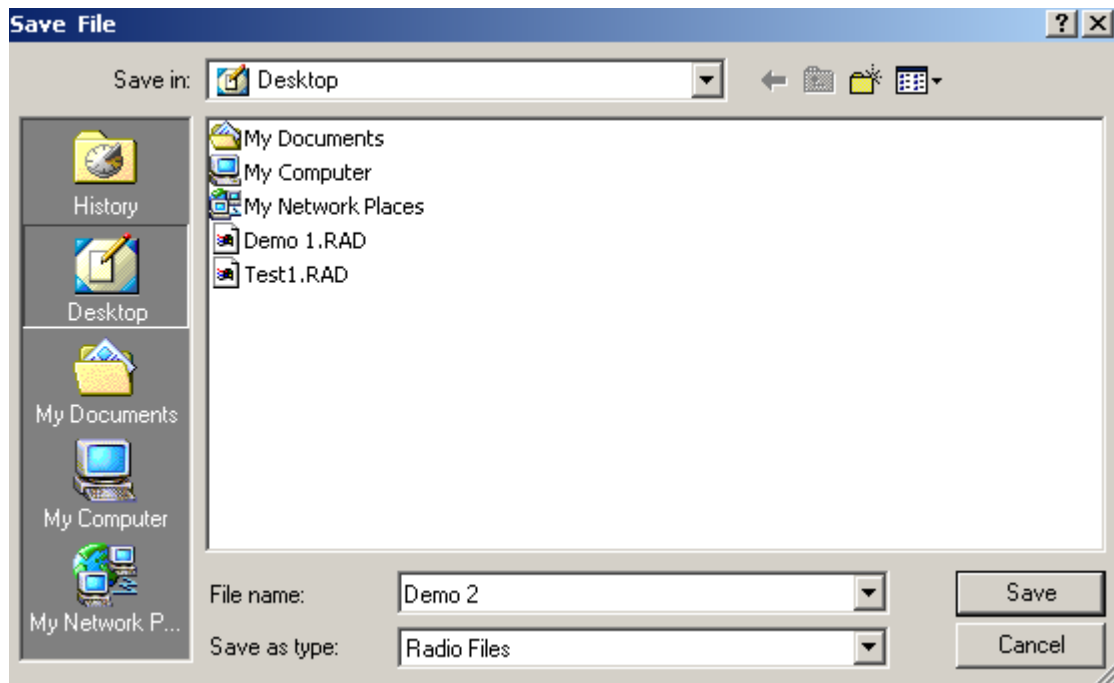 Save File
Save in: Desktop
History
Desktop
My Documents
My Computer
My Network P...
My Documents
My Computer
My Network Places
Demo 1.RAD
Test1.RAD
File name: Demo 2
Save
Save as type: Radio Files
Cancel